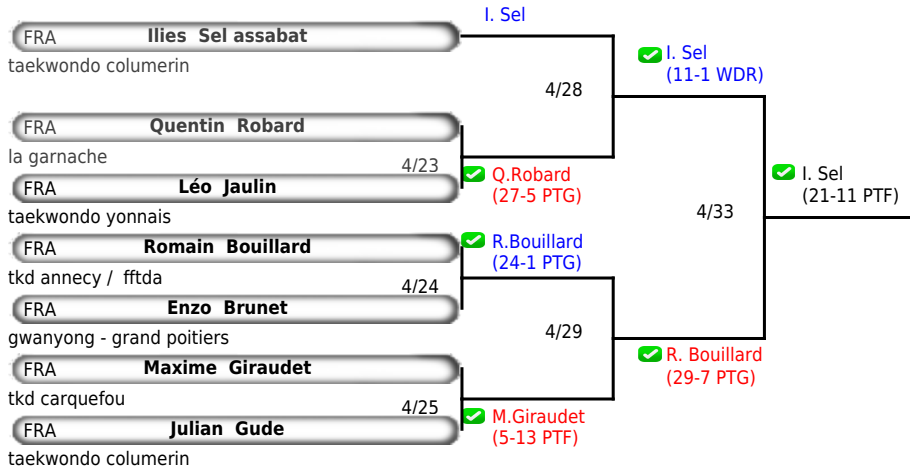 I. Sel
FRA Ilies Sel assabat
taekwondo columerin
I. Sel
(11-1 WDR)
4/28
FRA Quentin Robard
la garnache
4/23
Q.Robard
(27-5 PTG)
FRA Léo Jaulin
taekwondo yonnais
I. Sel
(21-11 PTF)
4/33
FRA Romain Bouillard
R.Bouillard
(24-1 PTG)
tkd annecy / fftda
4/24
FRA Enzo Brunet
gwanyong - grand poitiers
4/29
R. Bouillard
(29-7 PTG)
FRA Maxime Giraudet
tkd carquefou
4/25
M.Giraudet
(5-13 PTF)
FRA Julian Gude
taekwondo columerin